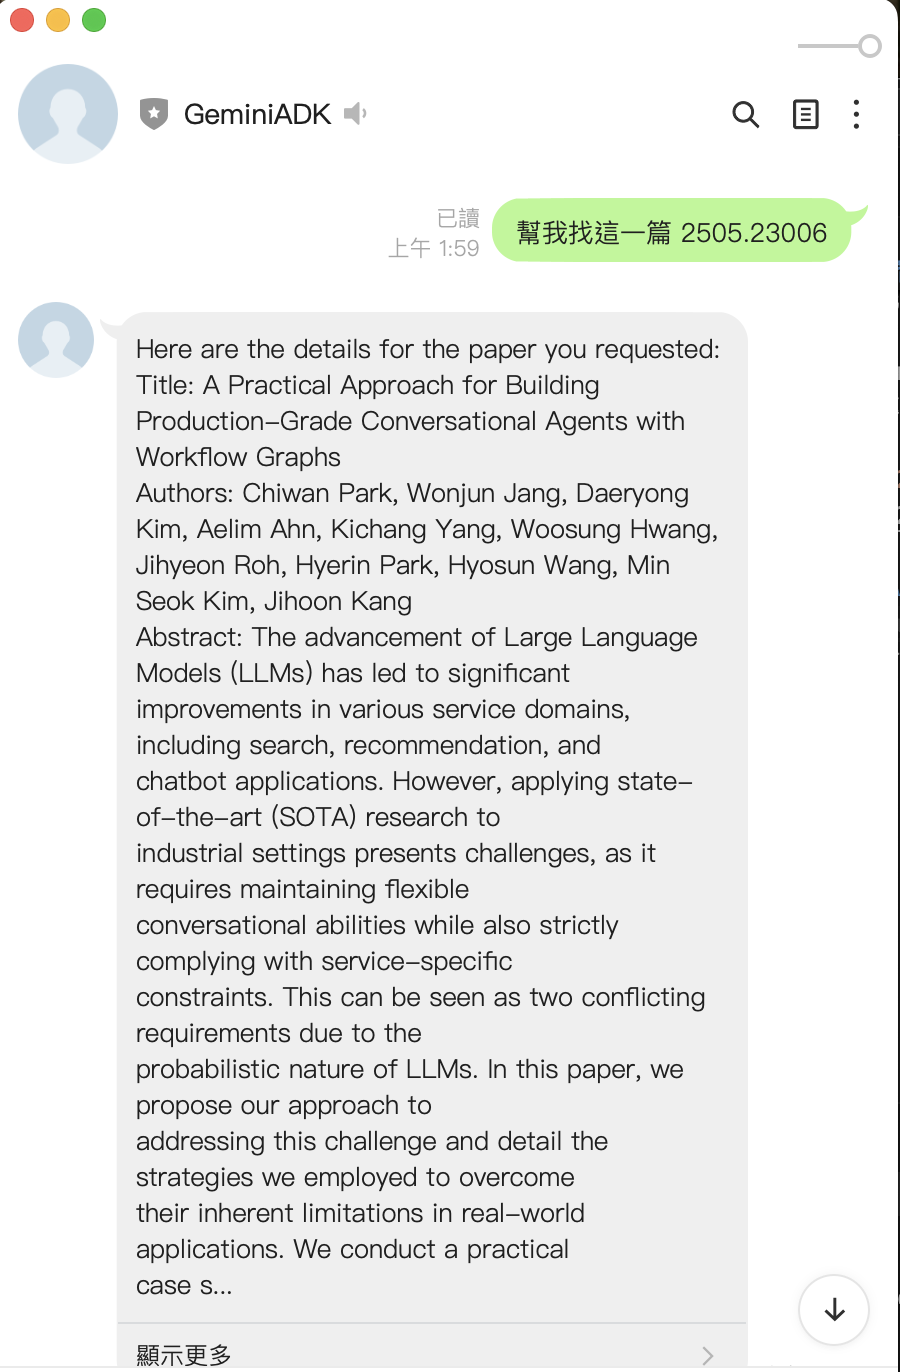 GeminiADK
已讀
上午 1:59
幫我找這一篇 2505.23006
Here are the details for the paper you requested:
Title: A Practical Approach for Building
Production-Grade Conversational Agents with
Workflow Graphs
Authors: Chiwan Park, Wonjun Jang, Daeryong
Kim, Aelim Ahn, Kichang Yang, Woosung Hwang,
Jihyeon Roh, Hyerin Park, Hyosun Wang, Min
Seok Kim, Jihoon Kang
Abstract: The advancement of Large Language
Models (LLMs) has led to significant
improvements in various service domains,
including search, recommendation, and
chatbot applications. However, applying state-
of-the-art (SOTA) research to
industrial settings presents challenges, as it
requires maintaining flexible
conversational abilities while also strictly
complying with service-specific
constraints. This can be seen as two conflicting
requirements due to the
probabilistic nature of LLMs. In this paper, we
propose our approach to
addressing this challenge and detail the
strategies we employed to overcome
their inherent limitations in real-world
applications. We conduct a practical
case s...
顯示更多